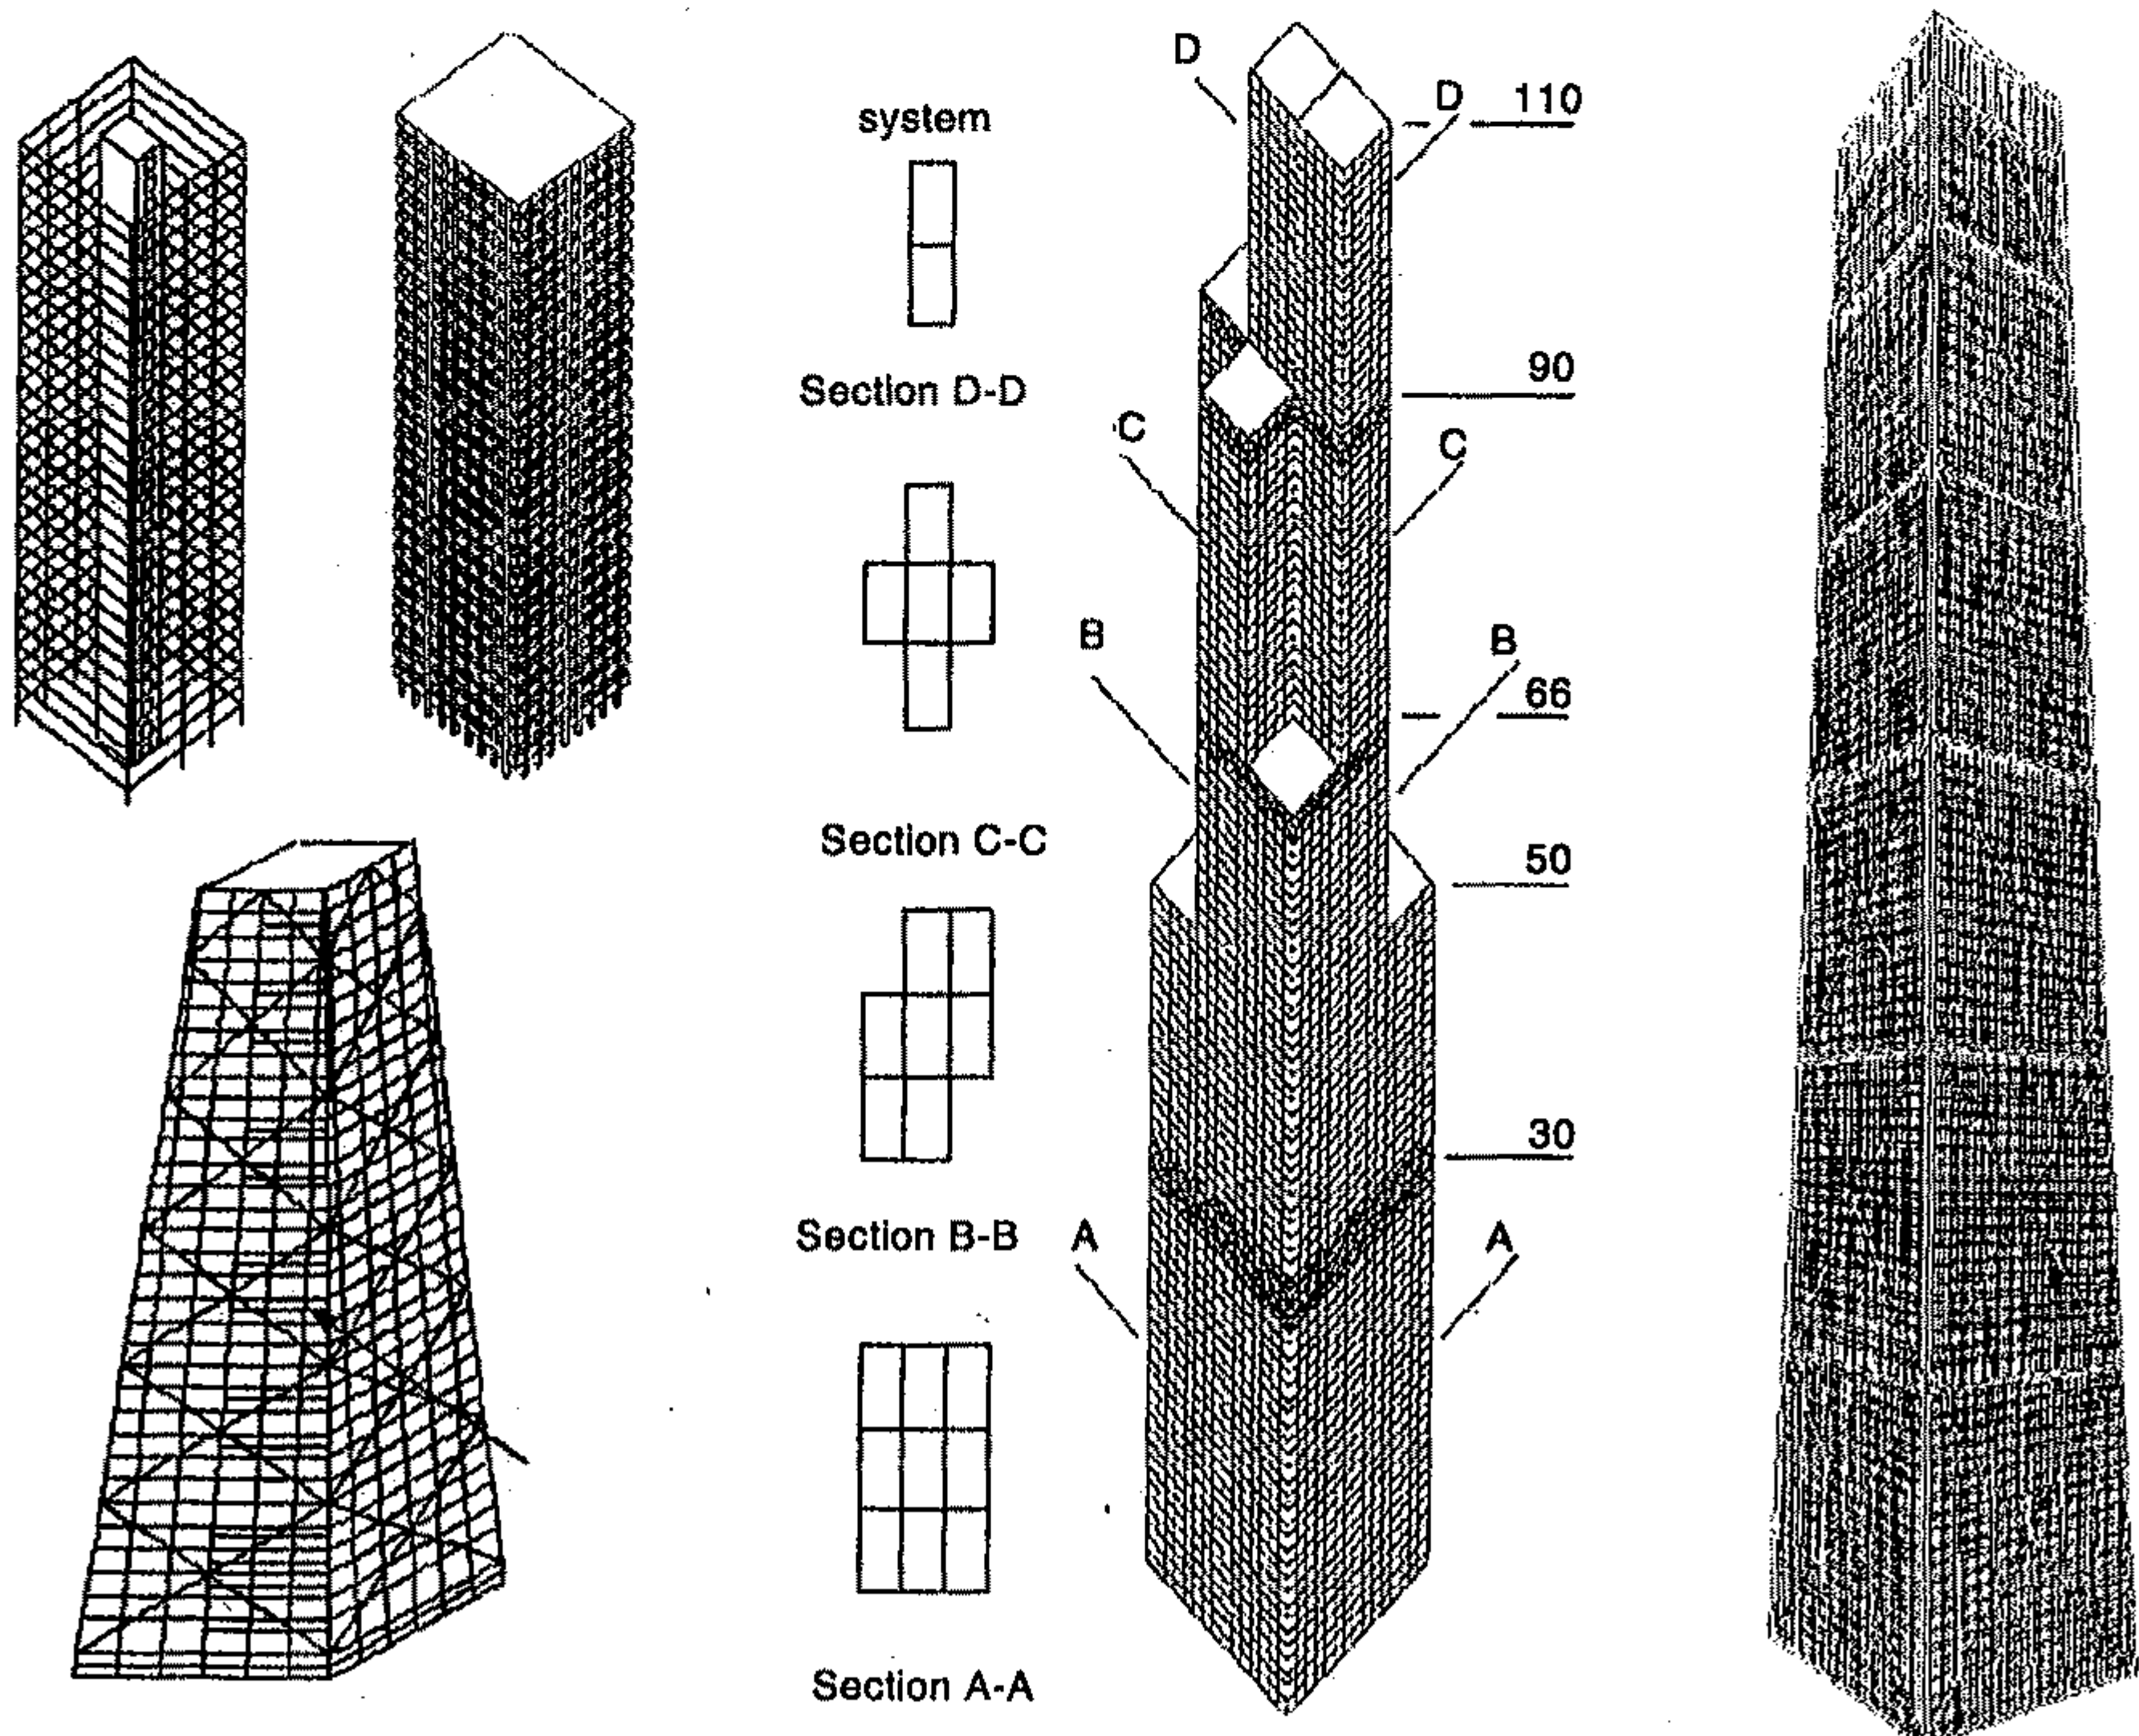 system
Section D-D
Section C-C
Section B-B
Section A-A
D
D
110
90
C
C
B
B
66
50
30
A
A